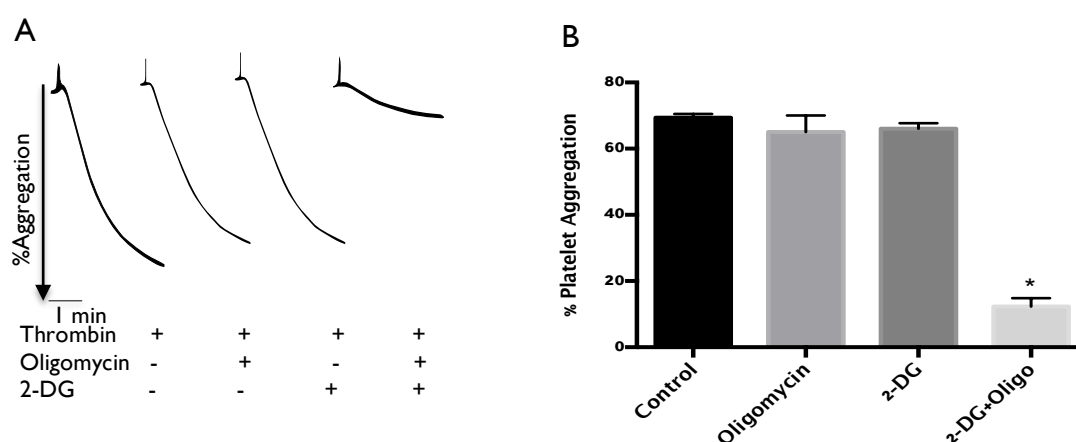 A
%Aggregation
1 min
Thrombin + + + +
Oligomycin - + - +
2-DG - - + +
B
% Platelet Aggregation
80
60
40
20
0
*
Control
Oligomycin
2-DG
2-DG+Oligo